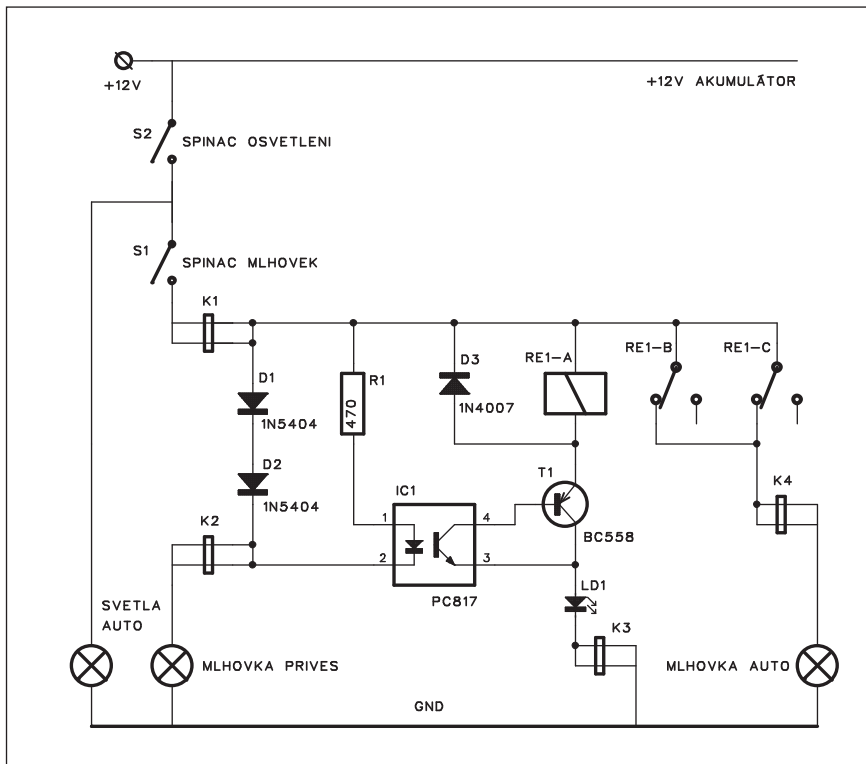 +12V
+12V AKUMULÁTOR
S2
SPINAC OSVETLENI
S1
SPINAC MLHOVEK
K1
D1
1N5404
R1
470
D3
1N4007
RE1-A
RE1-B
RE1-C
D2
1N5404
IC1
1
4
2
3
PC817
T1
BC558
K4
K2
LD1
K3
SVETLA
AUTO
MLHOVKA PRIVES
MLHOVKA AUTO
GND